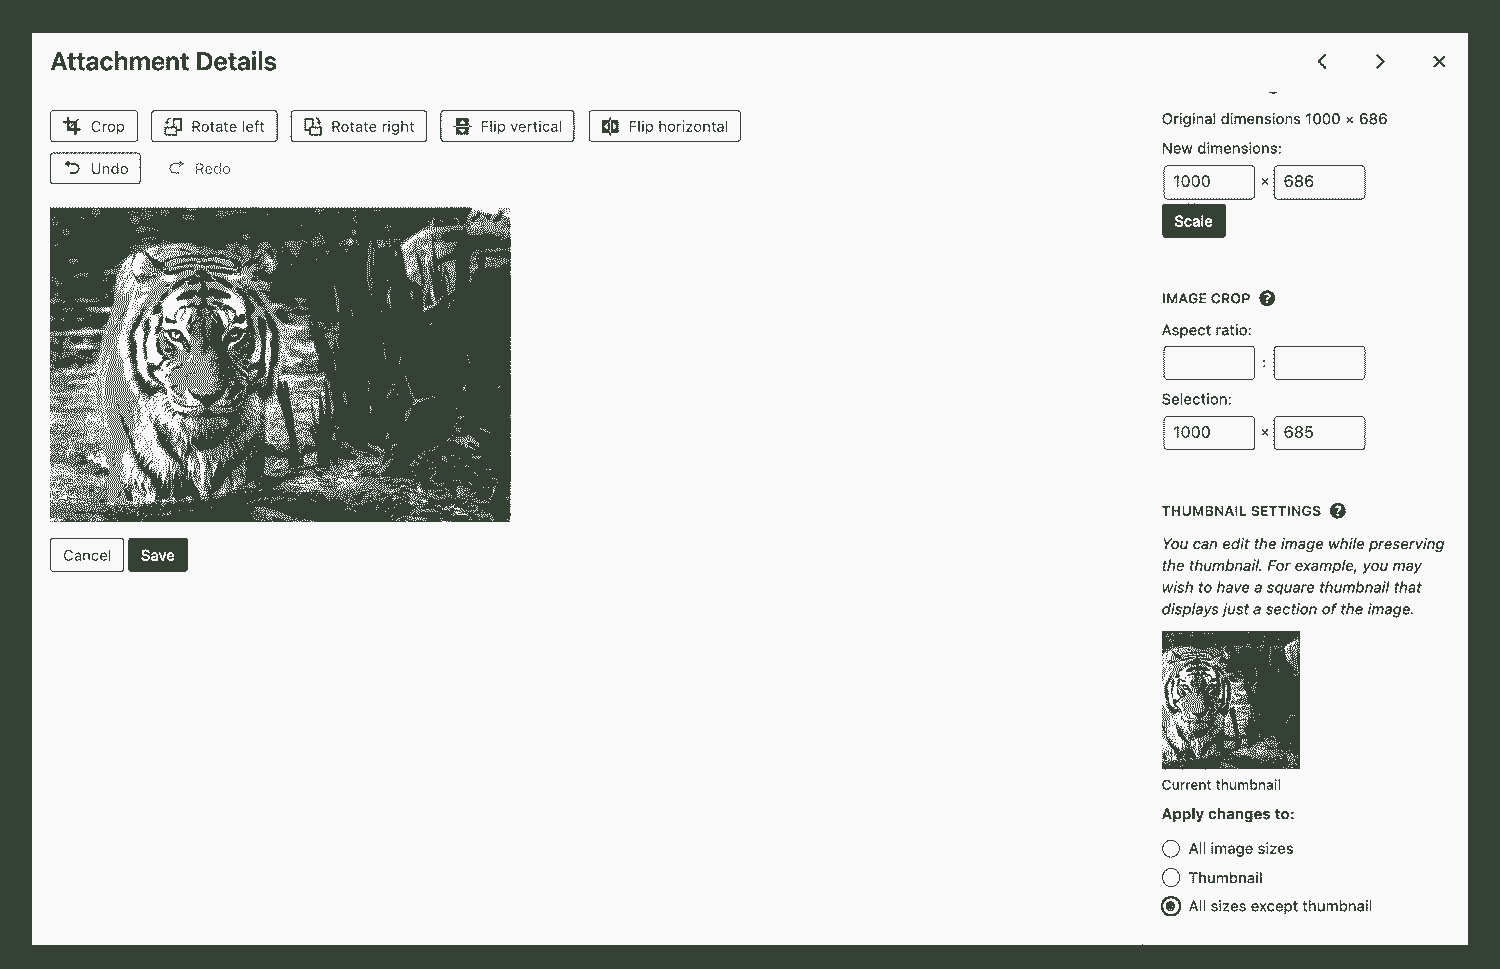 Attachment Details
Crop
Rotate left
Rotate right
Flip vertical
Flip horizontal
Undo
Redo
Cancel
Save
Original dimensions 1000 × 686
New dimensions:
1000 × 686
Scale
IMAGE CROP ?
Aspect ratio:
:
Selection:
1000 × 685
THUMBNAIL SETTINGS ?
You can edit the image while preserving
the thumbnail. For example, you may
wish to have a square thumbnail that
displays just a section of the image.
Current thumbnail
Apply changes to:
All image sizes
Thumbnail
All sizes except thumbnail